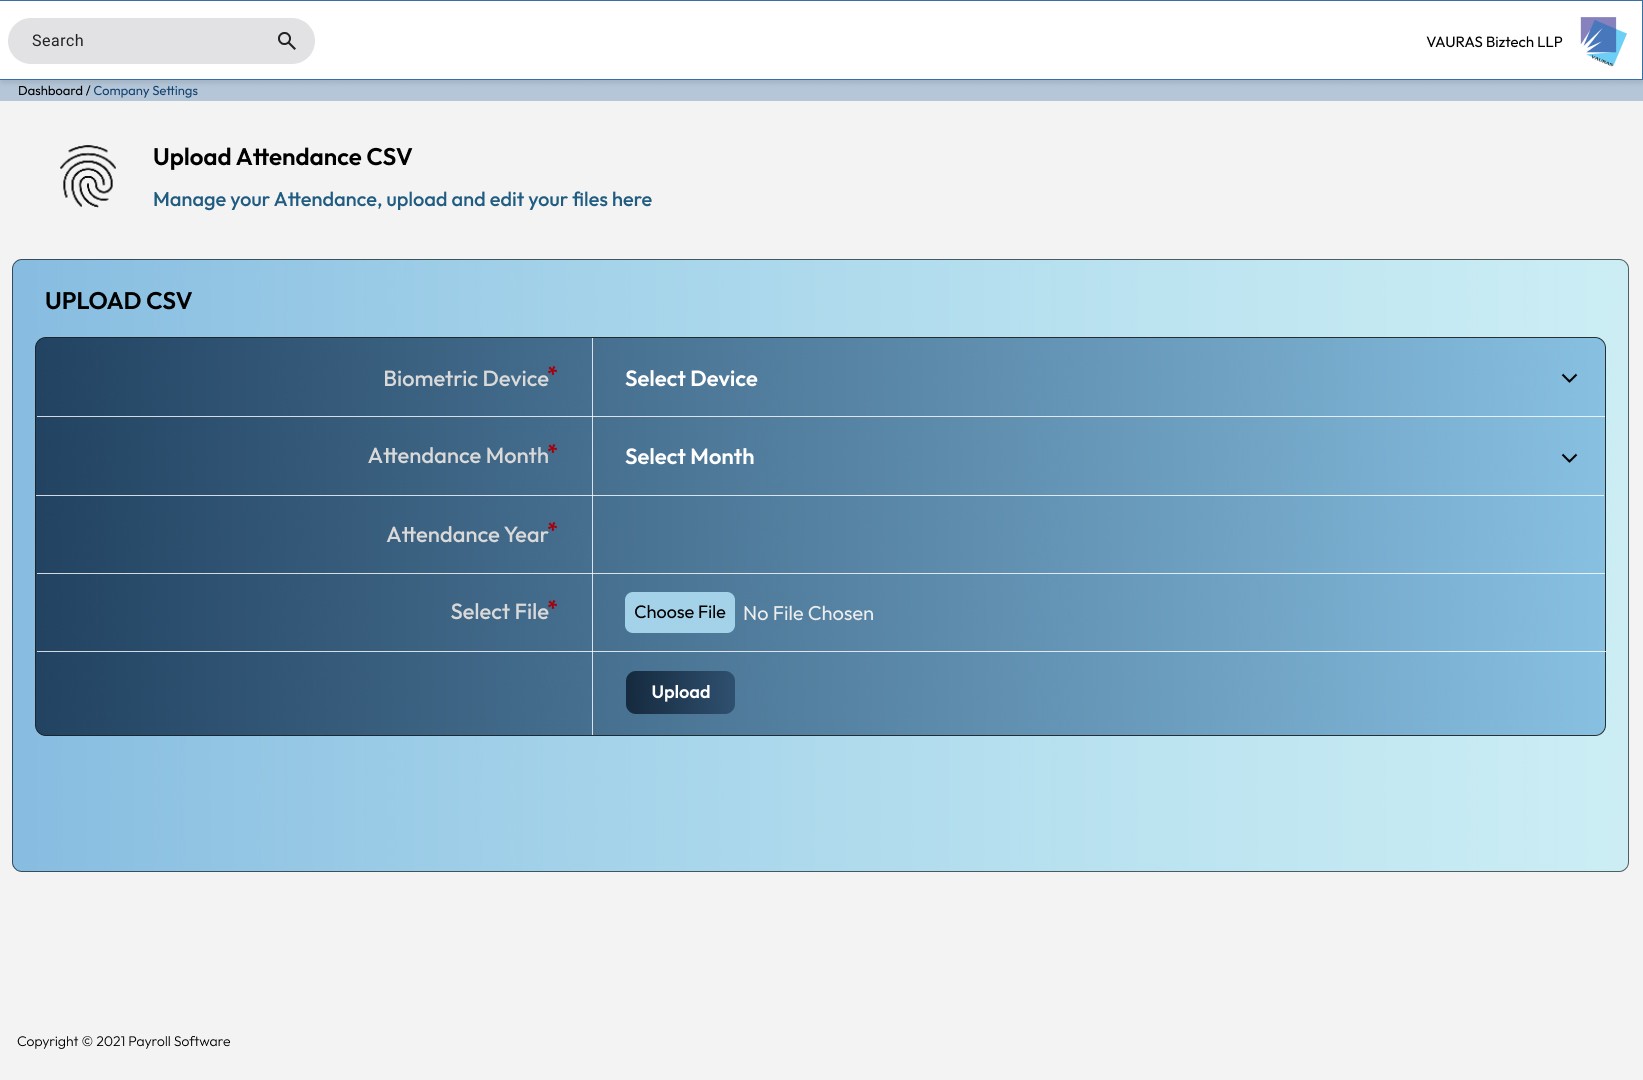 Search
VAURAS Biztech LLP
VAURAS
Dashboard / Company Settings
Upload Attendance CSV
Manage your Attendance, upload and edit your files here
UPLOAD CSV
Biometric Device*
Select Device
Attendance Month*
Select Month
Attendance Year*
Select File*
Choose File No File Chosen
Upload
Copyright © 2021 Payroll Software